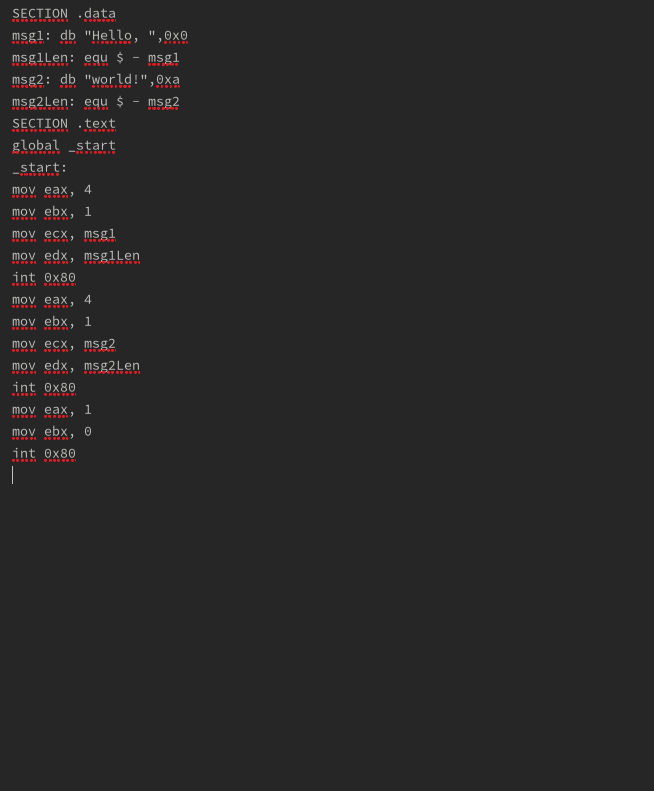 SECTION .data
msg1: db "Hello, ",0x0
msg1Len: equ $ - msg1
msg2: db "world!",0xa
msg2Len: equ $ - msg2
SECTION .text
global _start
_start:
mov eax, 4
mov ebx, 1
mov ecx, msg1
mov edx, msg1Len
int 0x80
mov eax, 4
mov ebx, 1
mov ecx, msg2
mov edx, msg2Len
int 0x80
mov eax, 1
mov ebx, 0
int 0x80